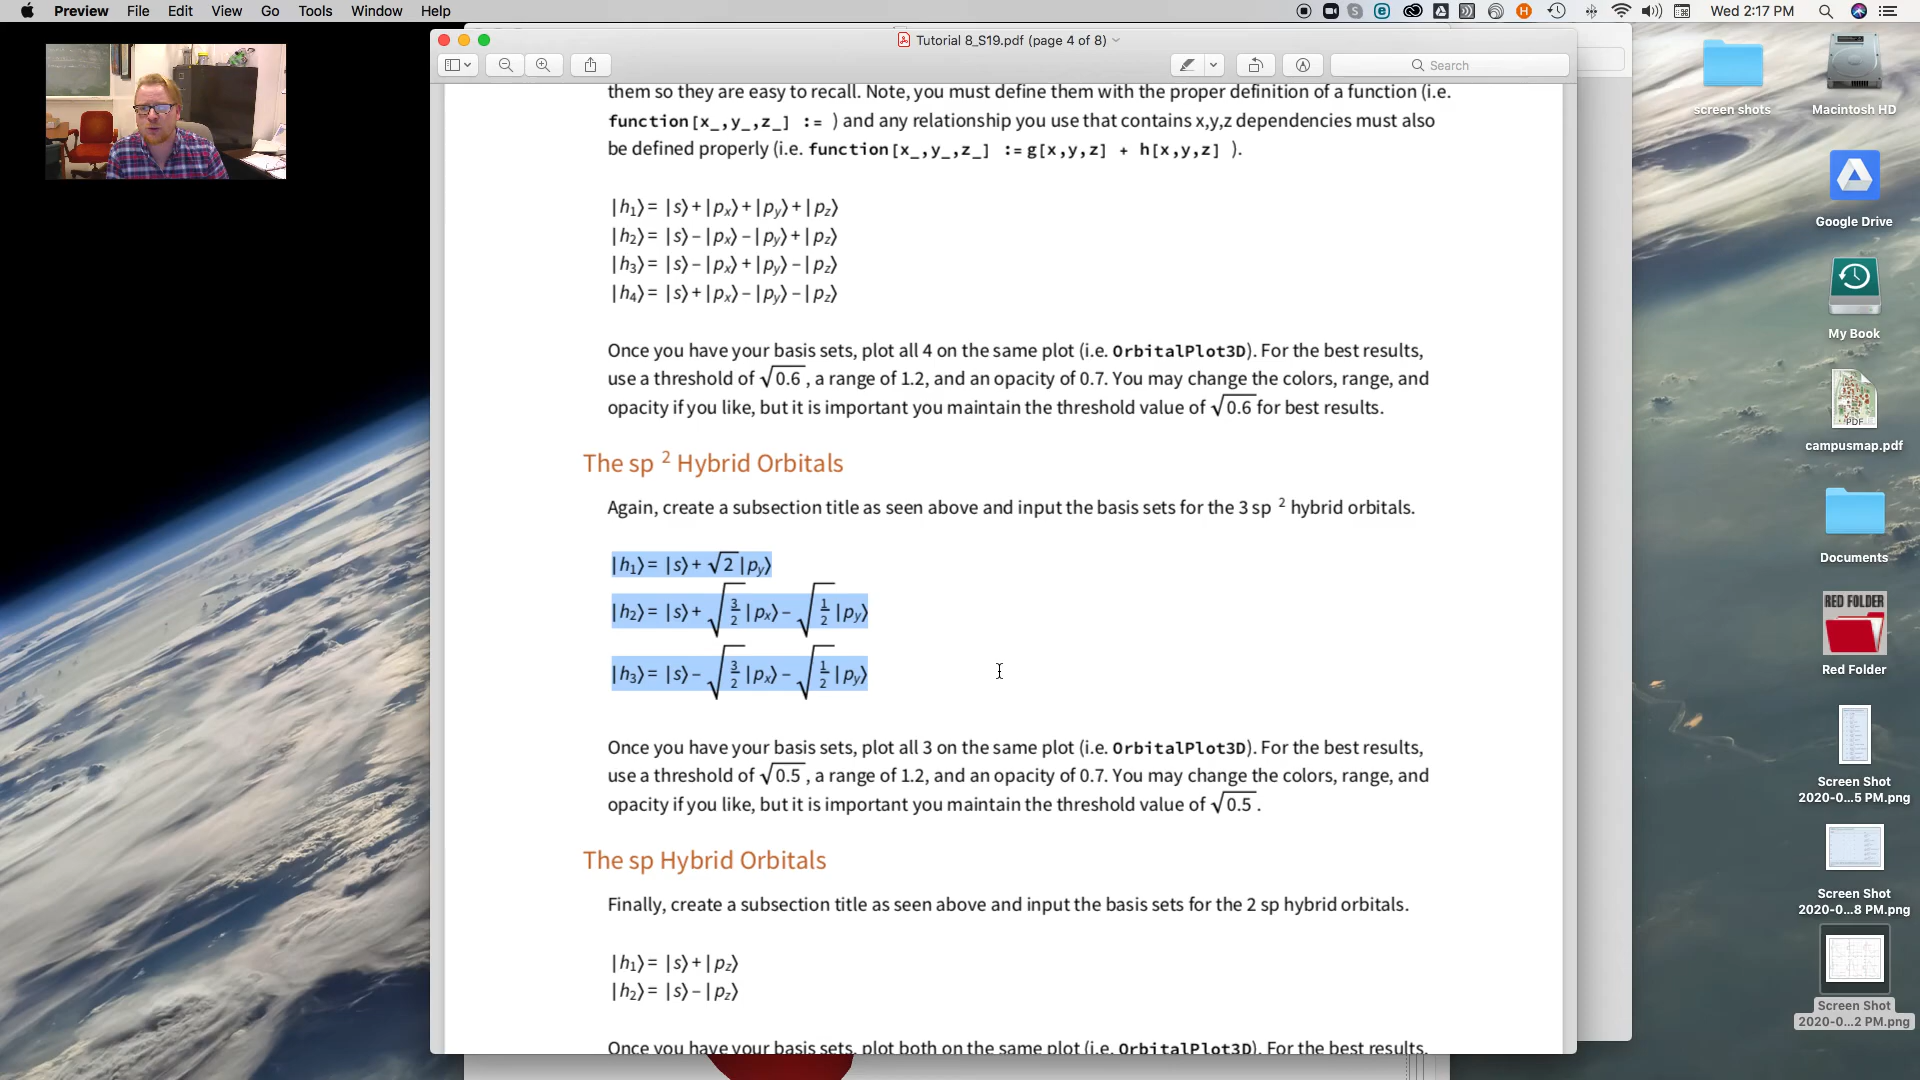 Preview File Edit View Go Tools Window Help
Wed 2:17 PM
Tutorial 8_S19.pdf (page 4 of 8)
Search
them so they are easy to recall. Note, you must define them with the proper definition of a function (i.e.
function[x_,y_,z_] := ) and any relationship you use that contains x,y,z dependencies must also
be defined properly (i.e. function[x_,y_,z_] :=g[x,y,z] + h[x,y,z] ).
|h₁⟩= |s⟩+|pₓ⟩+|p_y⟩+|p_z⟩
|h₂⟩= |s⟩−|pₓ⟩−|p_y⟩+|p_z⟩
|h₃⟩= |s⟩−|pₓ⟩+|p_y⟩−|p_z⟩
|h₄⟩= |s⟩+|pₓ⟩−|p_y⟩−|p_z⟩
Once you have your basis sets, plot all 4 on the same plot (i.e. OrbitalPlot3D). For the best results,
use a threshold of √0.6 , a range of 1.2, and an opacity of 0.7. You may change the colors, range, and
opacity if you like, but it is important you maintain the threshold value of √0.6 for best results.
The sp ² Hybrid Orbitals
Again, create a subsection title as seen above and input the basis sets for the 3 sp ² hybrid orbitals.
|h₁⟩= |s⟩+ √2 |p_y⟩
|h₂⟩= |s⟩+ √(3/2) |pₓ⟩− √(1/2) |p_y⟩
|h₃⟩= |s⟩− √(3/2) |pₓ⟩− √(1/2) |p_y⟩
Once you have your basis sets, plot all 3 on the same plot (i.e. OrbitalPlot3D). For the best results,
use a threshold of √0.5 , a range of 1.2, and an opacity of 0.7. You may change the colors, range, and
opacity if you like, but it is important you maintain the threshold value of √0.5 .
The sp Hybrid Orbitals
Finally, create a subsection title as seen above and input the basis sets for the 2 sp hybrid orbitals.
|h₁⟩= |s⟩+|p_z⟩
|h₂⟩= |s⟩−|p_z⟩
Once you have your basis sets, plot both on the same plot (i.e. OrbitalPlot3D). For the best results,
screen shots
Macintosh HD
Google Drive
My Book
PDF
campusmap.pdf
Documents
RED FOLDER
Red Folder
Screen Shot
2020-0...5 PM.png
Screen Shot
2020-0...8 PM.png
Screen Shot
2020-0...2 PM.png